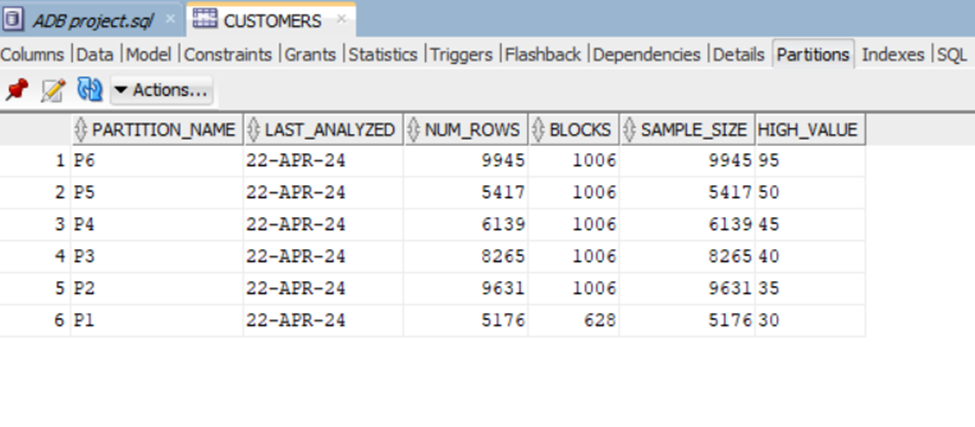 ADB project.sql × CUSTOMERS ×
Columns | Data | Model | Constraints | Grants | Statistics | Triggers | Flashback | Dependencies | Details | Partitions | Indexes | SQL
Actions...
PARTITION_NAME LAST_ANALYZED NUM_ROWS BLOCKS SAMPLE_SIZE HIGH_VALUE
1 P6 22-APR-24 9945 1006 9945 95
2 P5 22-APR-24 5417 1006 5417 50
3 P4 22-APR-24 6139 1006 6139 45
4 P3 22-APR-24 8265 1006 8265 40
5 P2 22-APR-24 9631 1006 9631 35
6 P1 22-APR-24 5176 628 5176 30